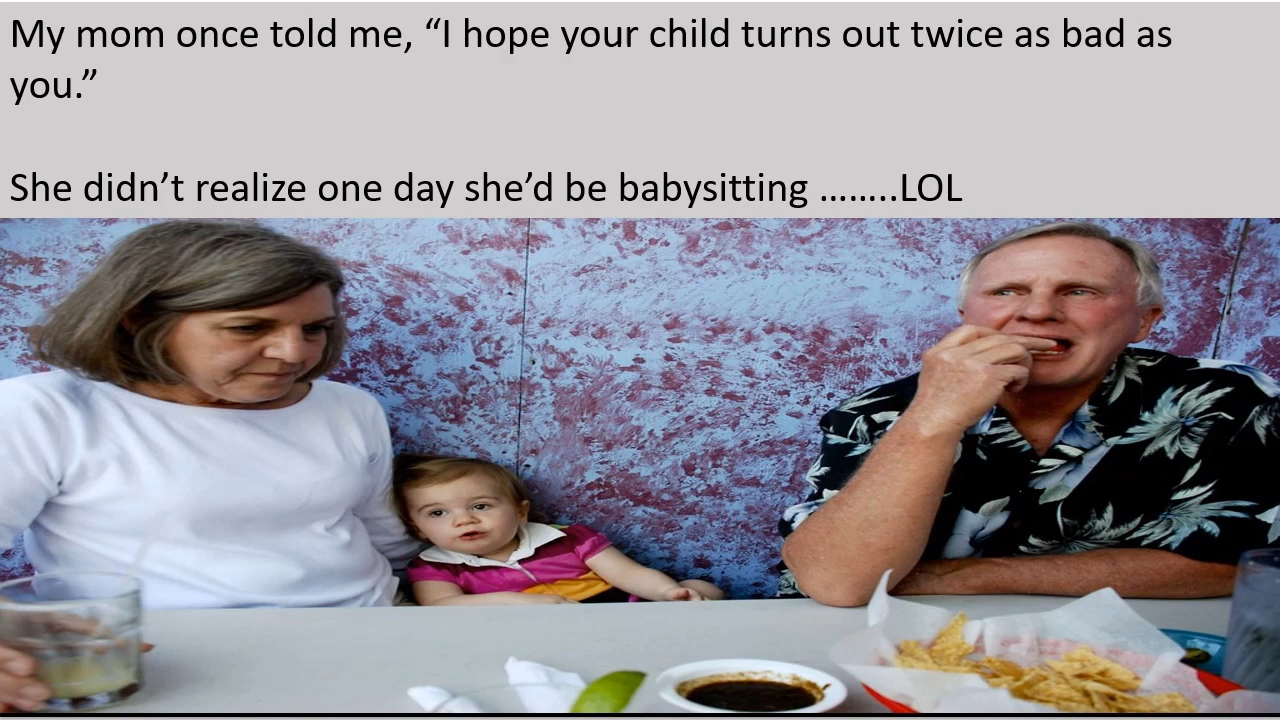 My mom once told me, “I hope your child turns out twice as bad as
you.”
She didn’t realize one day she’d be babysitting ……..LOL